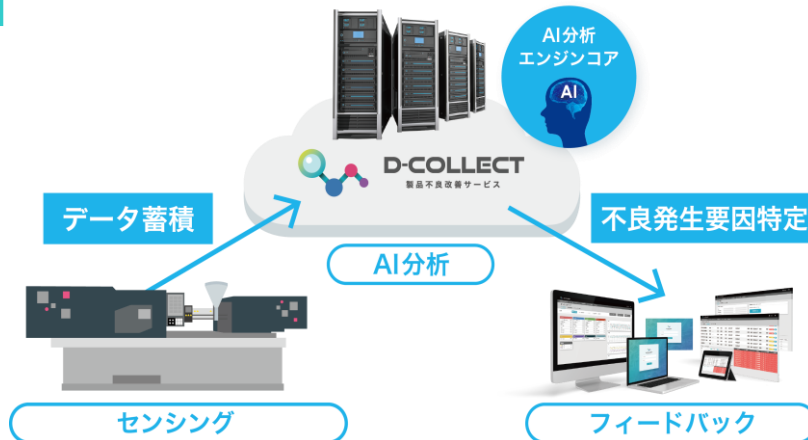 AI分析
エンジンコア
AI
D-COLLECT
製品不良改善サービス
データ蓄積
不良発生要因特定
AI分析
センシング
フィードバック